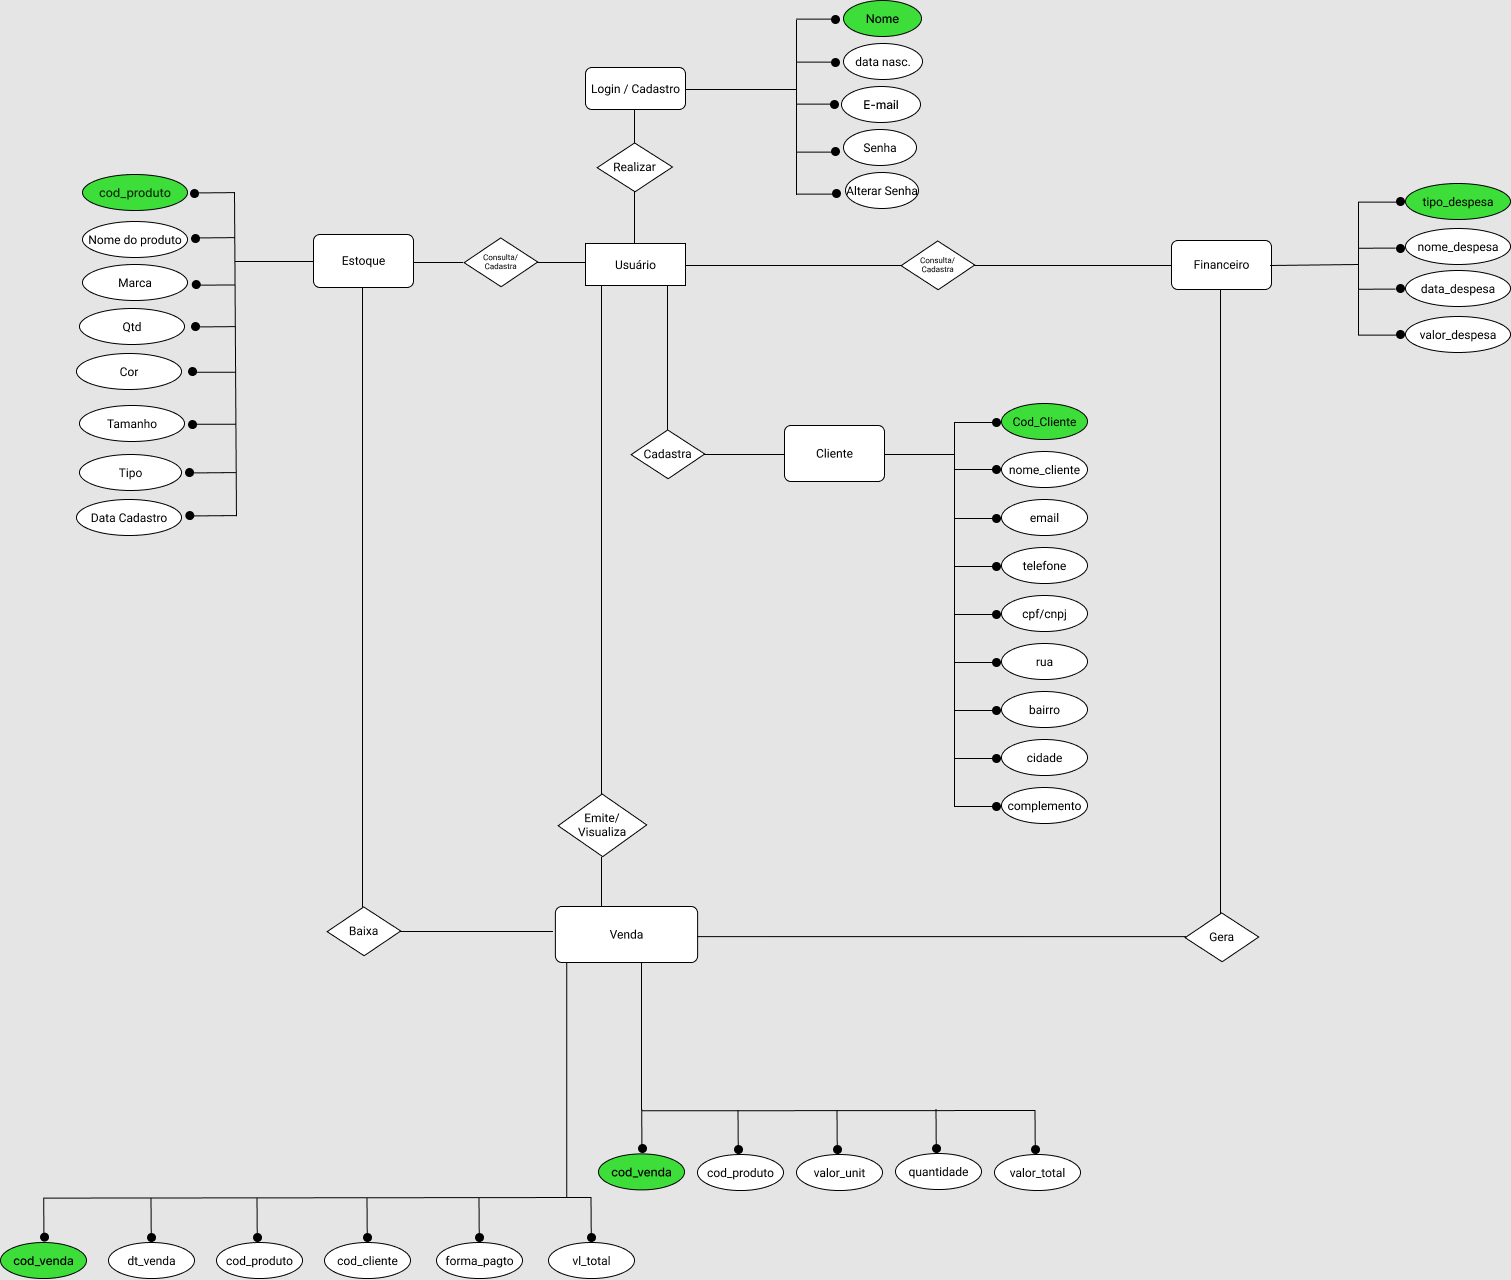 Nome
data nasc.
E-mail
Senha
Alterar Senha
Login / Cadastro
Realizar
cod_produto
Nome do produto
Marca
Qtd
Cor
Tamanho
Tipo
Data Cadastro
Estoque
Consulta/
Cadastra
Usuário
Consulta/
Cadastra
Financeiro
tipo_despesa
nome_despesa
data_despesa
valor_despesa
Cadastra
Cliente
Cod_Cliente
nome_cliente
email
telefone
cpf/cnpj
rua
bairro
cidade
complemento
Emite/
Visualiza
Baixa
Venda
Gera
cod_venda
cod_produto
valor_unit
quantidade
valor_total
cod_venda
dt_venda
cod_produto
cod_cliente
forma_pagto
vl_total